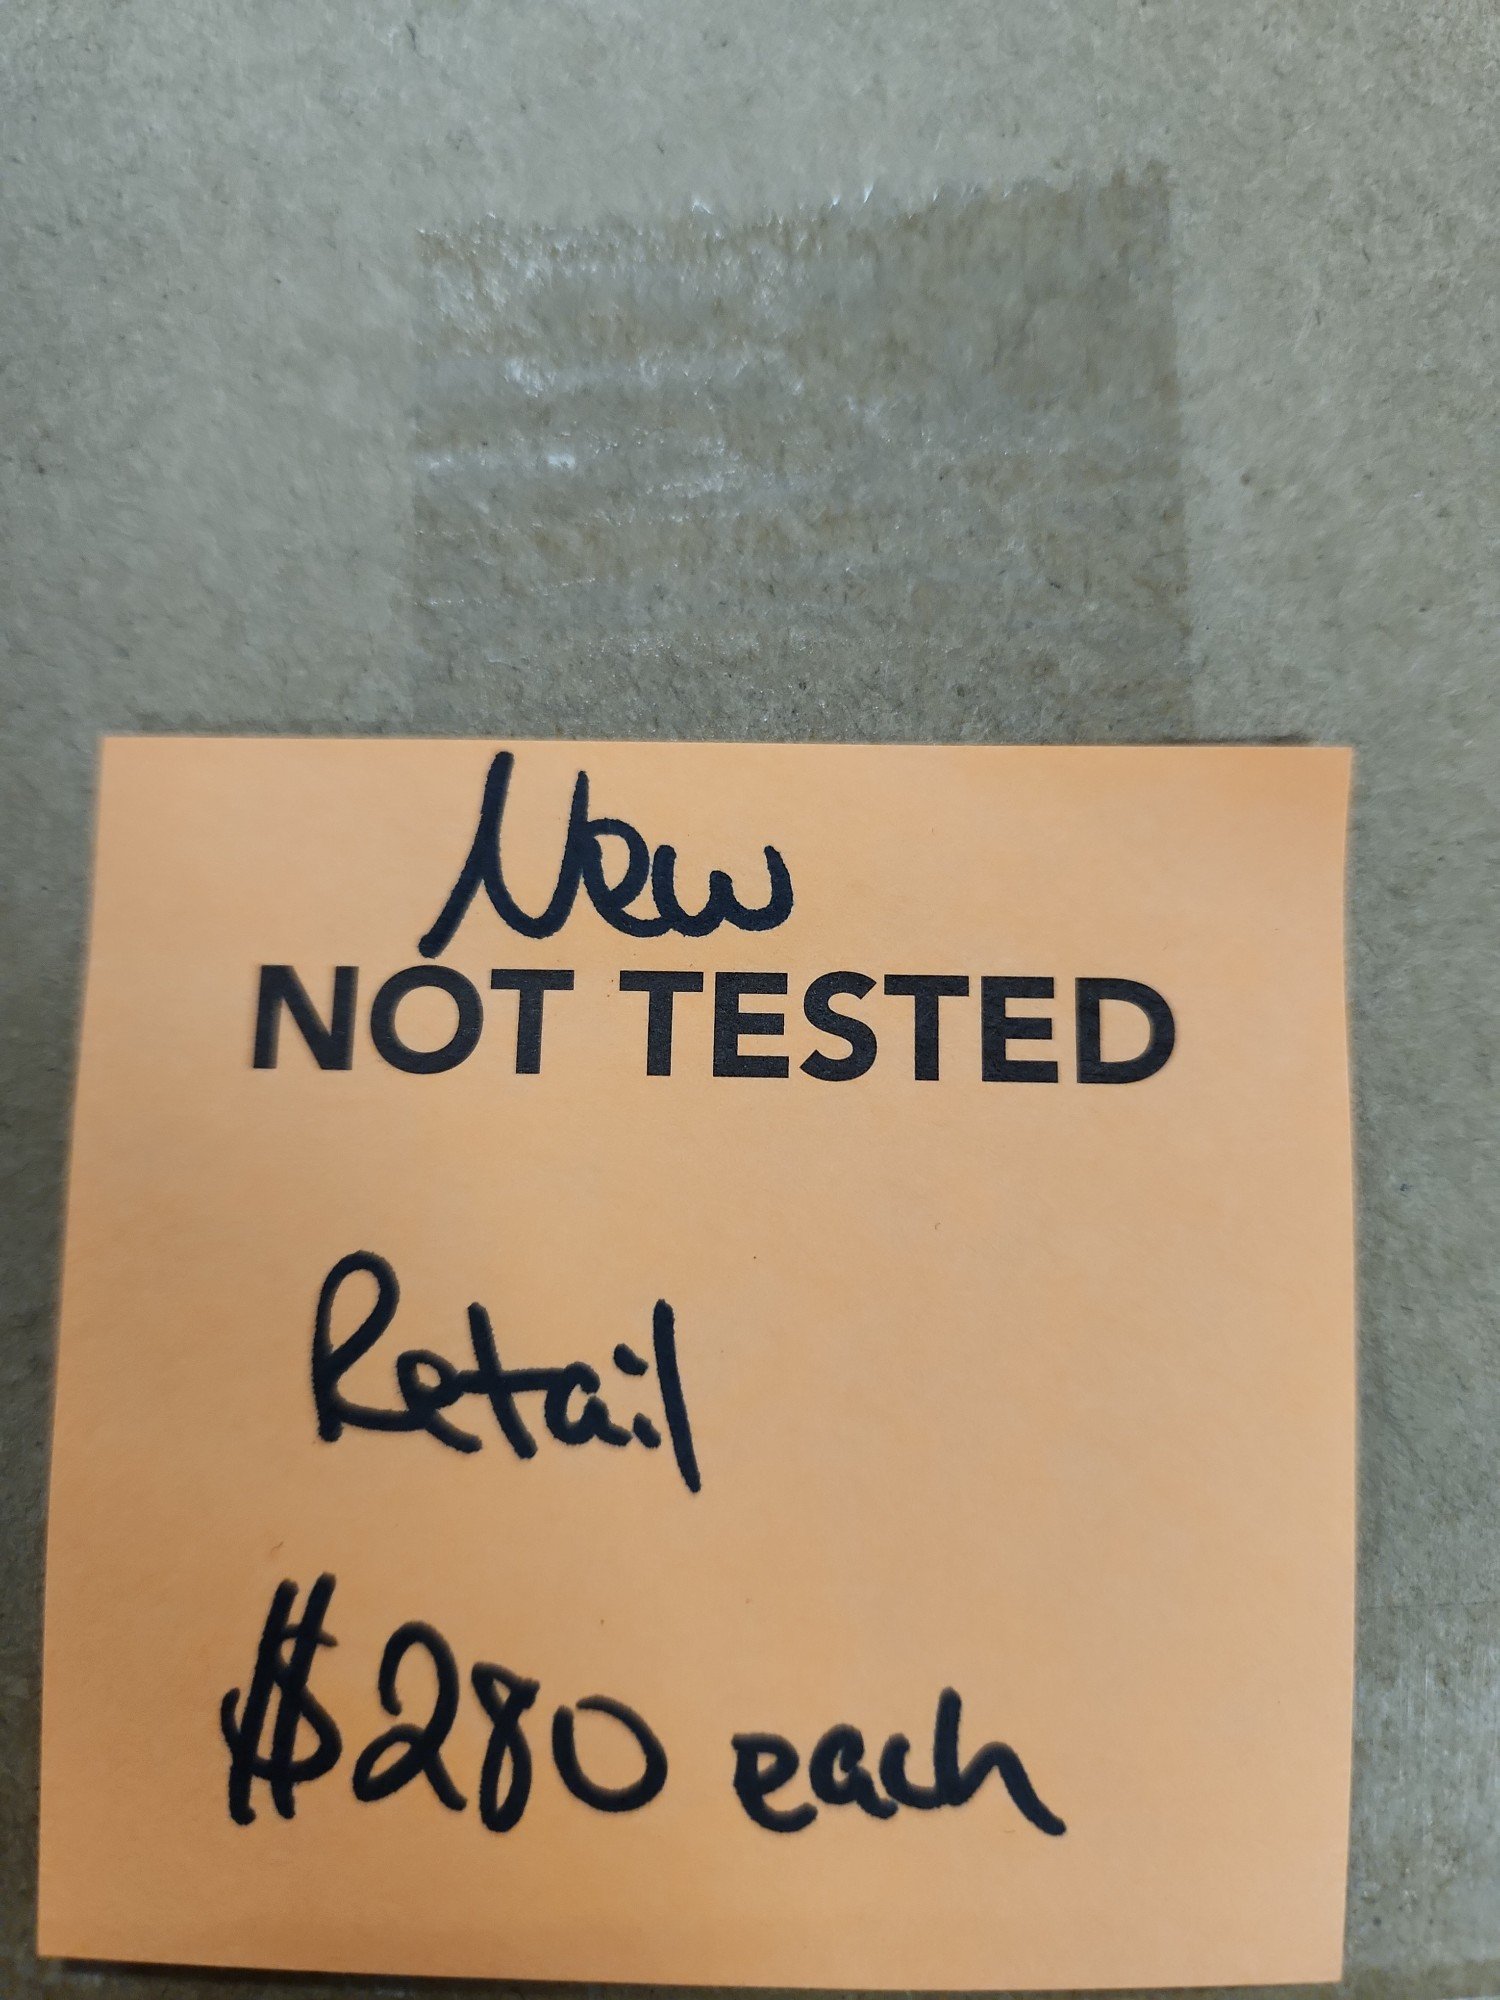 New
NOT TESTED
Retail
$280 each